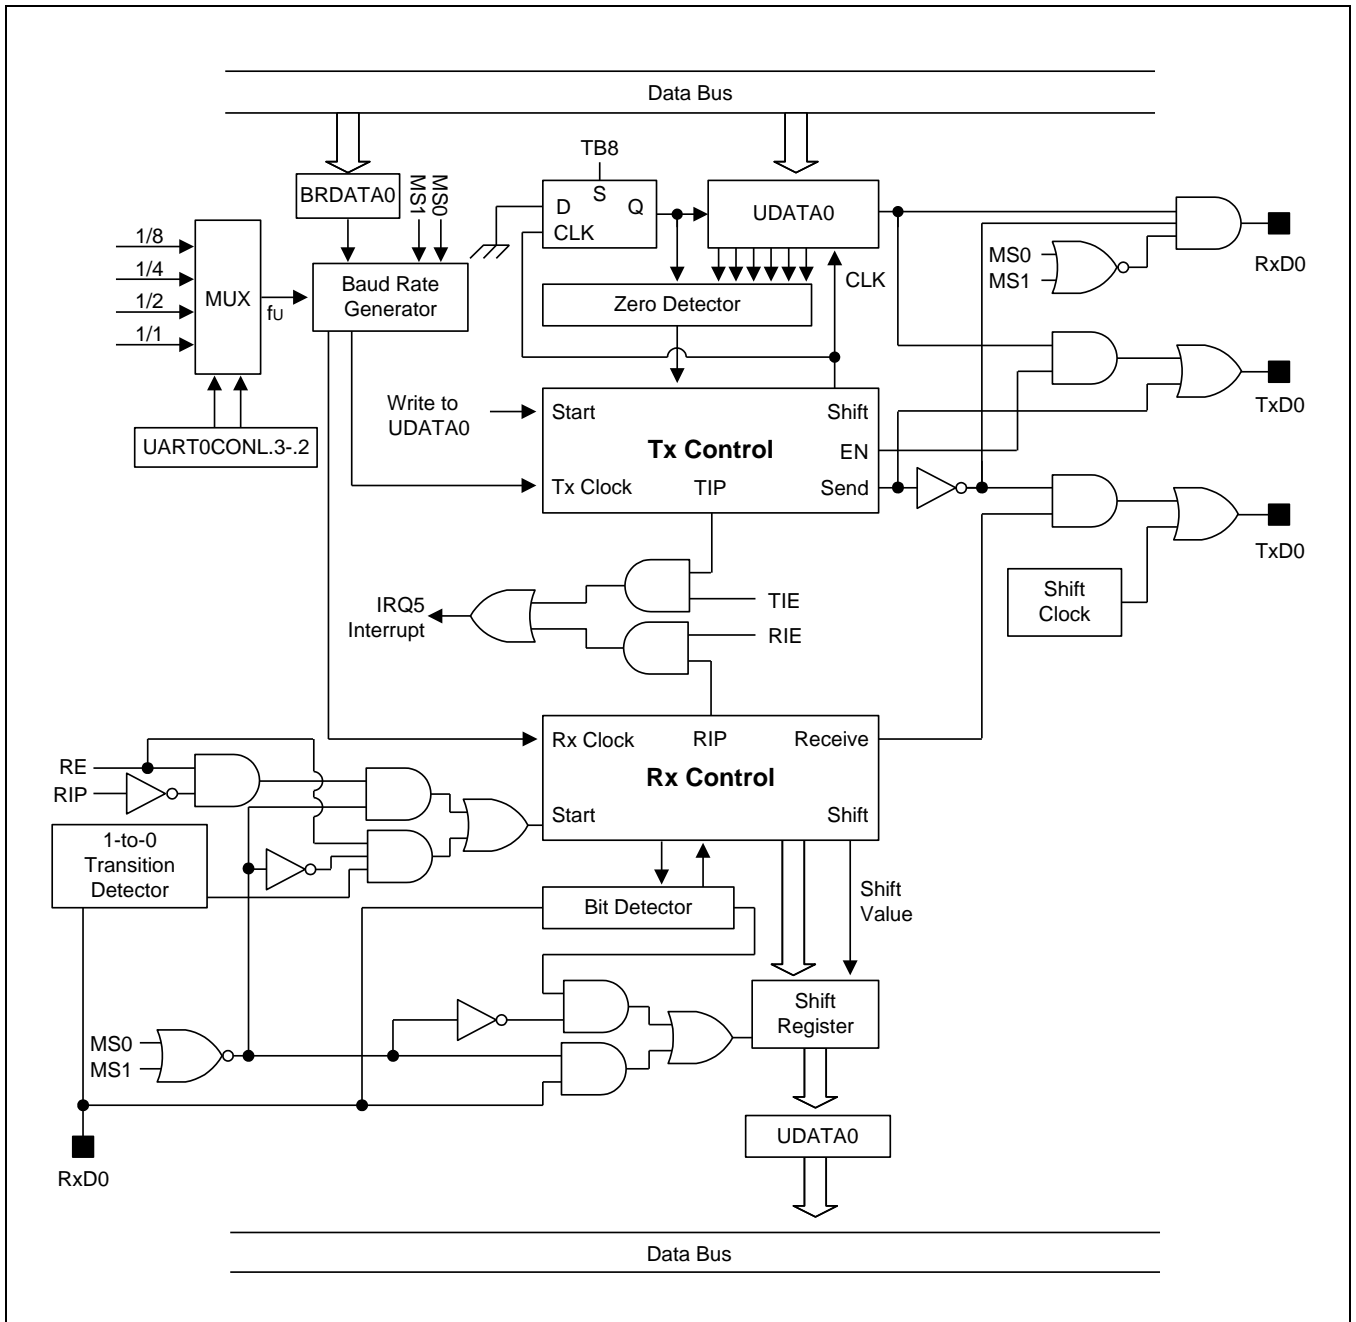 Data Bus
TB8
BRDATA0
MS1
MS0
D
S
Q
CLK
UDATA0
1/8
1/4
1/2
1/1
MUX
fU
Baud Rate
Generator
Zero Detector
CLK
MS0
MS1
RxD0
UART0CONL.3-.2
Write to
UDATA0
Start
Shift
Tx Control
EN
Tx Clock
TIP
Send
TxD0
TxD0
Shift
Clock
IRQ5
Interrupt
TIE
RIE
Rx Clock
RIP
Receive
Rx Control
Start
Shift
RE
RIP
1-to-0
Transition
Detector
Bit Detector
Shift
Value
Shift
Register
MS0
MS1
UDATA0
RxD0
Data Bus